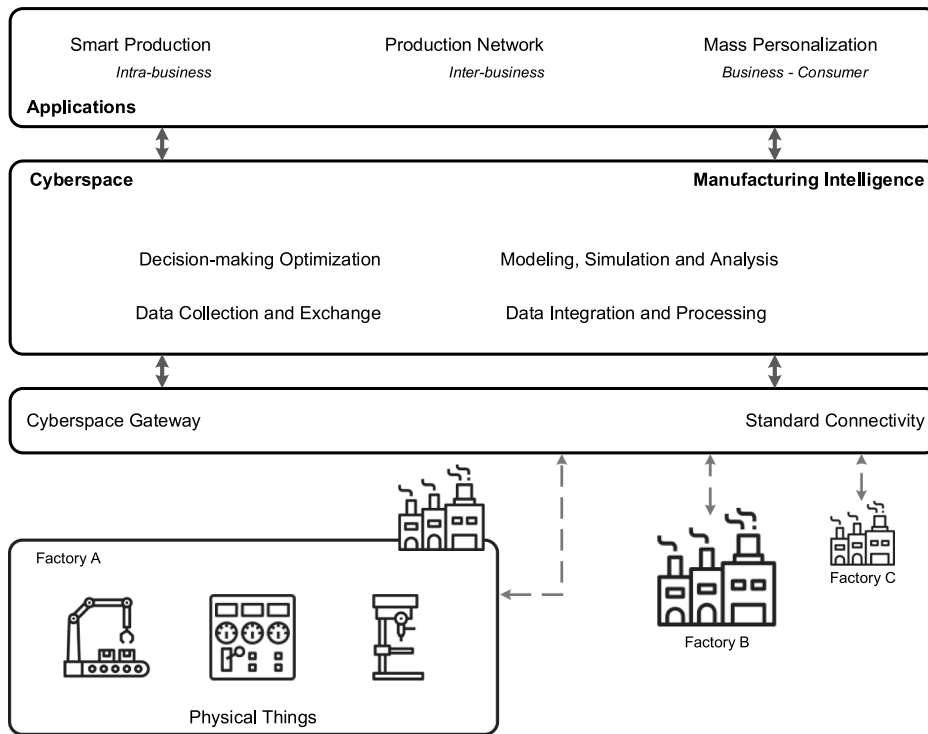 Smart Production
Production Network
Mass Personalization
Intra-business
Inter-business
Business - Consumer
Applications
Cyberspace
Manufacturing Intelligence
Decision-making Optimization
Modeling, Simulation and Analysis
Data Collection and Exchange
Data Integration and Processing
Cyberspace Gateway
Standard Connectivity
Factory A
Factory C
Factory B
Physical Things